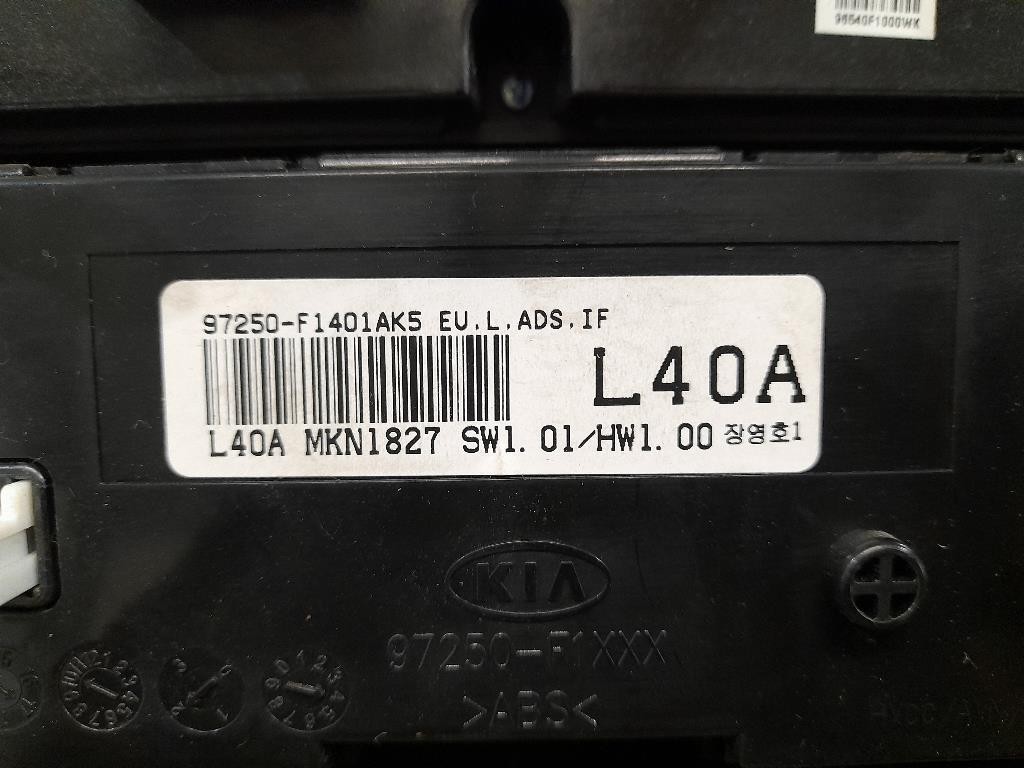 96540F1000WK
97250-F1401AK5 EU.L.ADS.IF
L40A
L40A MKN1827 SW1. 01/HW1. 00 장영호1
KIA
97250-F1XXX
>ABS<